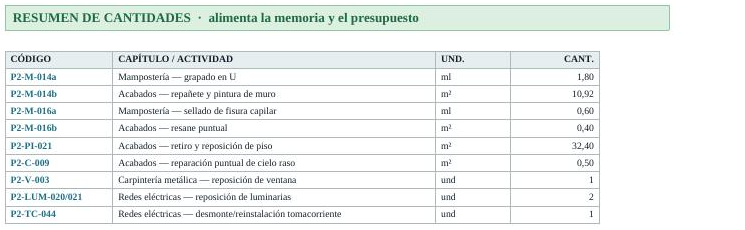 RESUMEN DE CANTIDADES · alimenta la memoria y el presupuesto
CÓDIGO CAPÍTULO / ACTIVIDAD UND. CANT.
P2-M-014a Mampostería — grapado en U ml 1,80
P2-M-014b Acabados — repañete y pintura de muro m² 10,92
P2-M-016a Mampostería — sellado de fisura capilar ml 0,60
P2-M-016b Acabados — resane puntual m² 0,40
P2-PI-021 Acabados — retiro y reposición de piso m² 32,40
P2-C-009 Acabados — reparación puntual de cielo raso m² 0,50
P2-V-003 Carpintería metálica — reposición de ventana und 1
P2-LUM-020/021 Redes eléctricas — reposición de luminarias und 2
P2-TC-044 Redes eléctricas — desmonte/reinstalación tomacorriente und 1